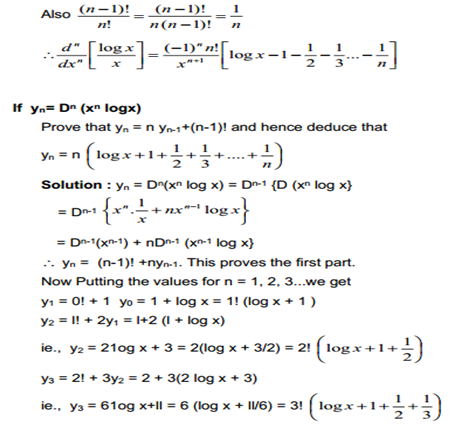 Also (n−1)!/n! = (n−1)!/n(n−1)! = 1/n
∴ dⁿ/dxⁿ [log x/x] = (−1)ⁿ n!/xⁿ⁺¹ [log x − 1 − 1/2 − 1/3 ... − 1/n]
If yₙ= Dⁿ (xⁿ logx)
Prove that yₙ = n yₙ₋₁+(n-1)! and hence deduce that
yₙ = n (log x + 1 + 1/2 + 1/3 + .... + 1/n)
Solution : yₙ = Dⁿ(xⁿ log x) = Dⁿ⁻¹ {D (xⁿ log x}
= Dⁿ⁻¹ {xⁿ. 1/x + nxⁿ⁻¹ log x}
= Dⁿ⁻¹(xⁿ⁻¹) + nDⁿ⁻¹ (xⁿ⁻¹ log x}
∴ yₙ = (n-1)! +nyₙ₋₁. This proves the first part.
Now Putting the values for n = 1, 2, 3...we get
y₁ = 0! + 1 y₀ = 1 + log x = 1! (log x + 1 )
y₂ = l! + 2y₁ = l+2 (l + log x)
ie., y₂ = 21og x + 3 = 2(log x + 3/2) = 2! (log x + 1 + 1/2)
y₃ = 2! + 3y₂ = 2 + 3(2 log x + 3)
ie., y₃ = 61og x+ll = 6 (log x + ll/6) = 3! (log x + 1 + 1/2 + 1/3)